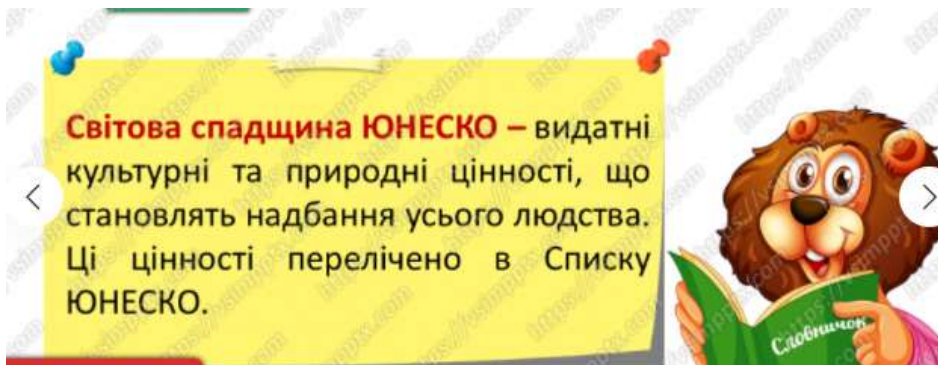 Світова спадщина ЮНЕСКО – видатні
культурні та природні цінності, що
становлять надбання усього людства.
Ці цінності перелічено в Списку
ЮНЕСКО.
Словничок